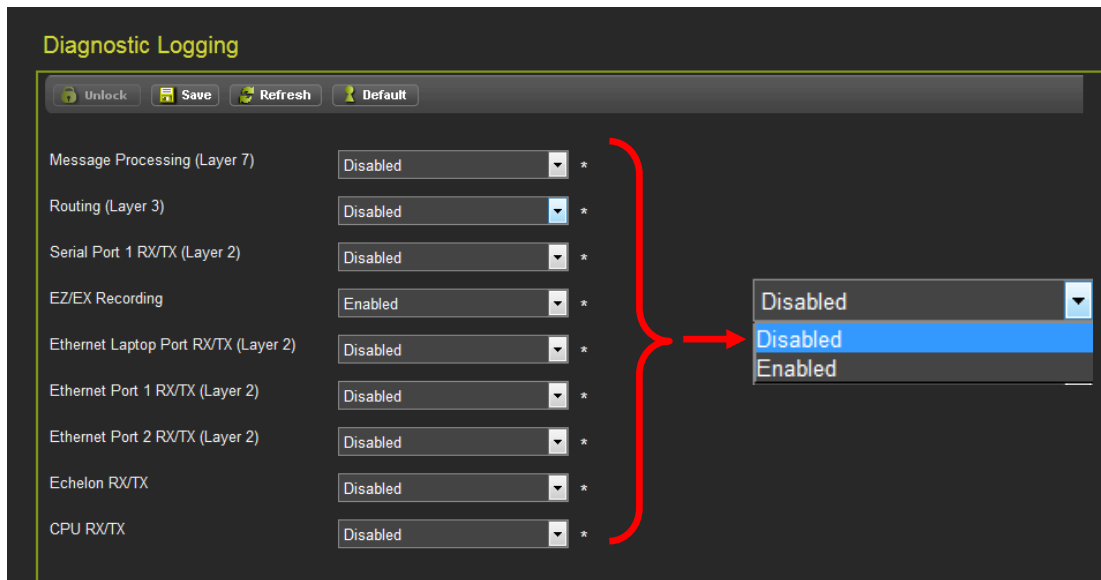 Diagnostic Logging
Unlock Save Refresh Default
Message Processing (Layer 7) Disabled *
Routing (Layer 3) Disabled *
Serial Port 1 RX/TX (Layer 2) Disabled *
EZ/EX Recording Enabled *
Ethernet Laptop Port RX/TX (Layer 2) Disabled *
Ethernet Port 1 RX/TX (Layer 2) Disabled *
Ethernet Port 2 RX/TX (Layer 2) Disabled *
Echelon RX/TX Disabled *
CPU RX/TX Disabled *
Disabled
Disabled
Enabled